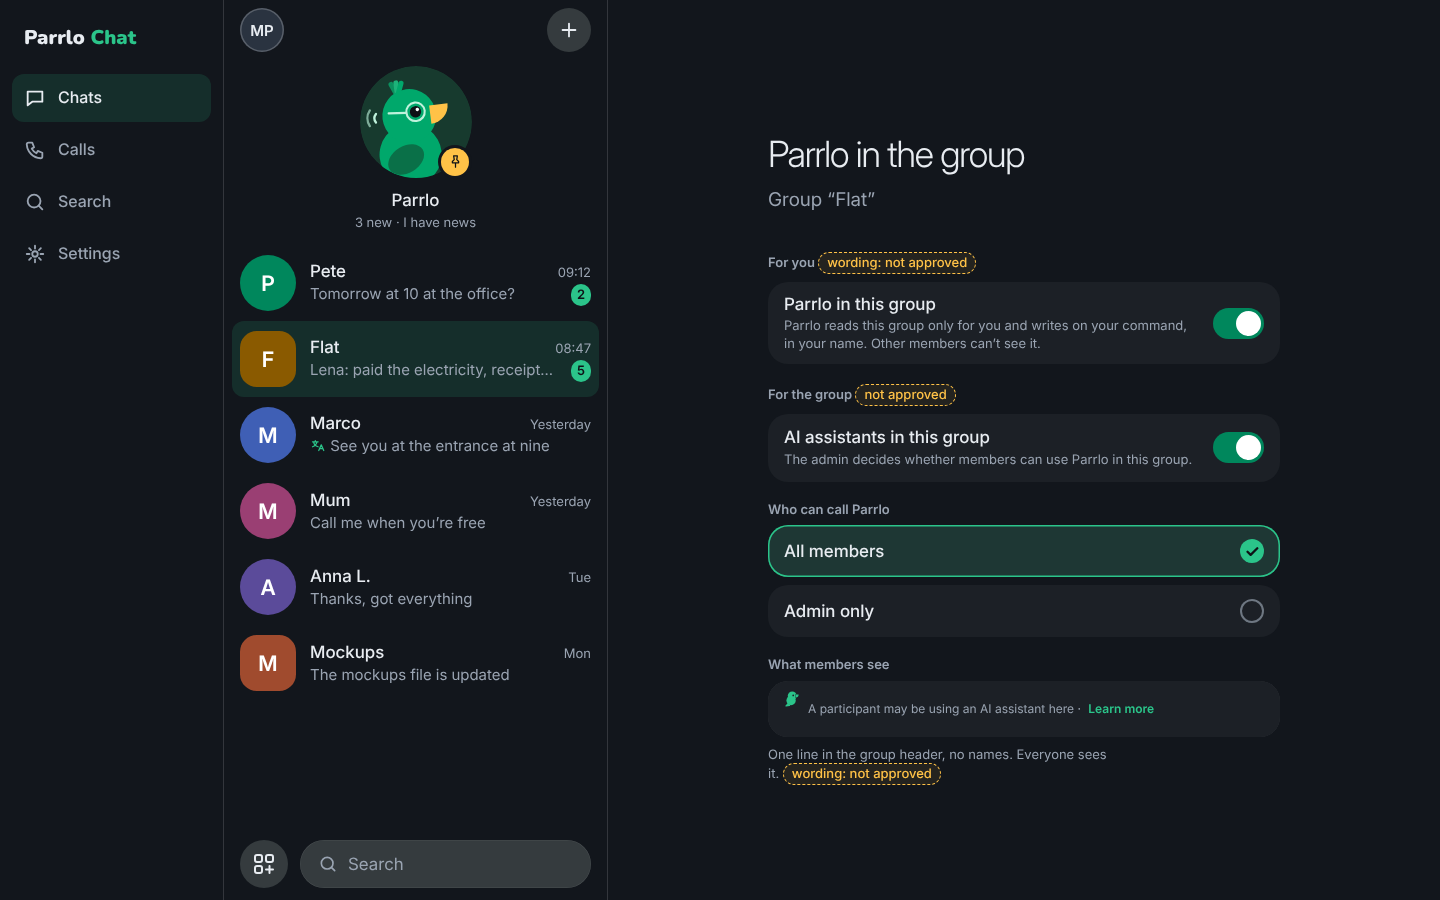 Parrlo Chat
Chats
Calls
Search
Settings
MP
Parrlo
3 new · I have news
P
Pete
09:12
Tomorrow at 10 at the office?
2
F
Flat
08:47
Lena: paid the electricity, receipt...
5
M
Marco
Yesterday
See you at the entrance at nine
M
Mum
Yesterday
Call me when you’re free
A
Anna L.
Tue
Thanks, got everything
M
Mockups
Mon
The mockups file is updated
Search
Parrlo in the group
Group “Flat”
For you wording: not approved
Parrlo in this group
Parrlo reads this group only for you and writes on your command,
in your name. Other members can’t see it.
For the group not approved
AI assistants in this group
The admin decides whether members can use Parrlo in this group.
Who can call Parrlo
All members
Admin only
What members see
A participant may be using an AI assistant here · Learn more
One line in the group header, no names. Everyone sees
it. wording: not approved